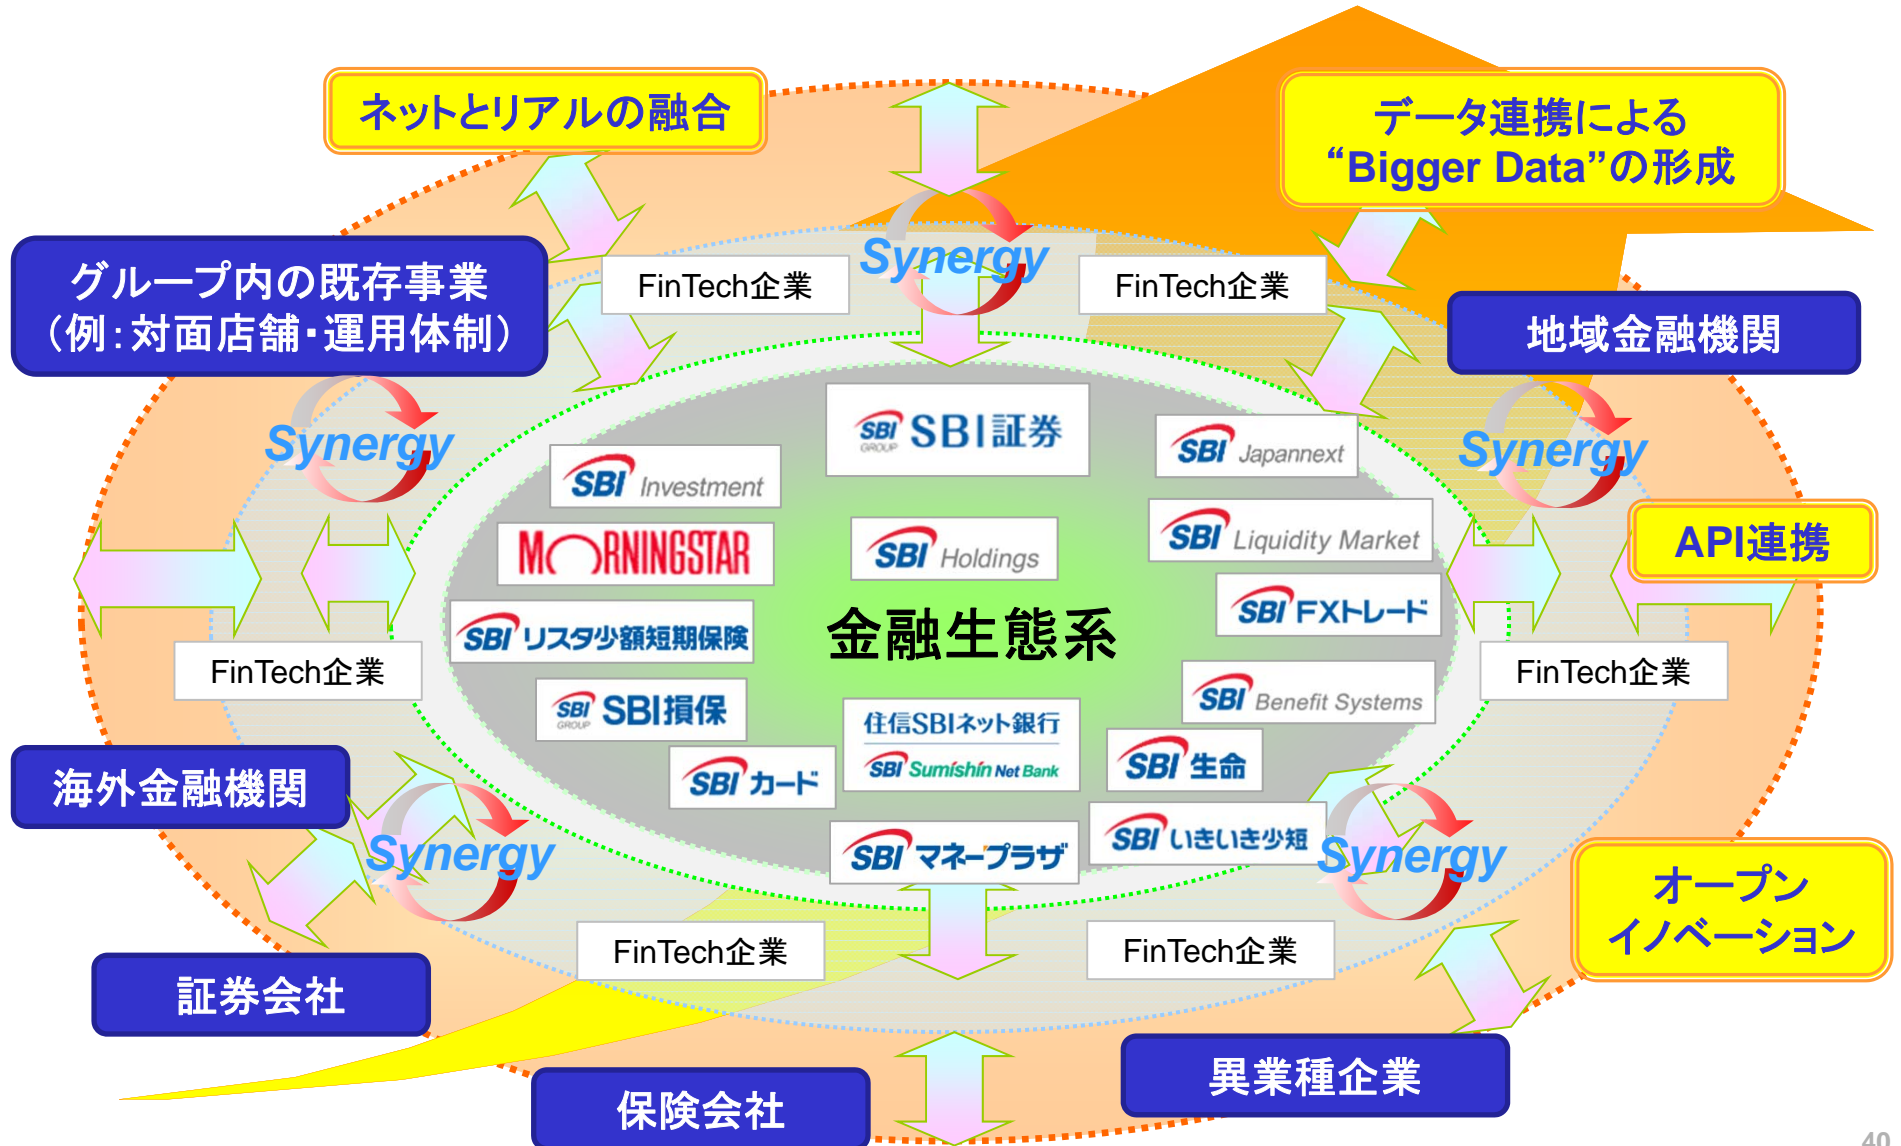 ネットとリアルの融合
データ連携による
“Bigger Data”の形成
グループ内の既存事業
（例：対面店舗・運用体制）
Synergy
FinTech企業
FinTech企業
地域金融機関
Synergy
Synergy
SBI GROUP SBI証券
SBI Japannext
SBI Investment
MORNINGSTAR
SBI Holdings
SBI Liquidity Market
API連携
SBI リスタ少額短期保険
金融生態系
SBI FXトレード
FinTech企業
FinTech企業
SBI GROUP SBI損保
住信SBIネット銀行
SBI Sumishin Net Bank
SBI Benefit Systems
海外金融機関
SBI カード
SBI 生命
Synergy
SBI マネープラザ
SBI いきいき少短
Synergy
オープン
イノベーション
FinTech企業
FinTech企業
証券会社
異業種企業
保険会社
40